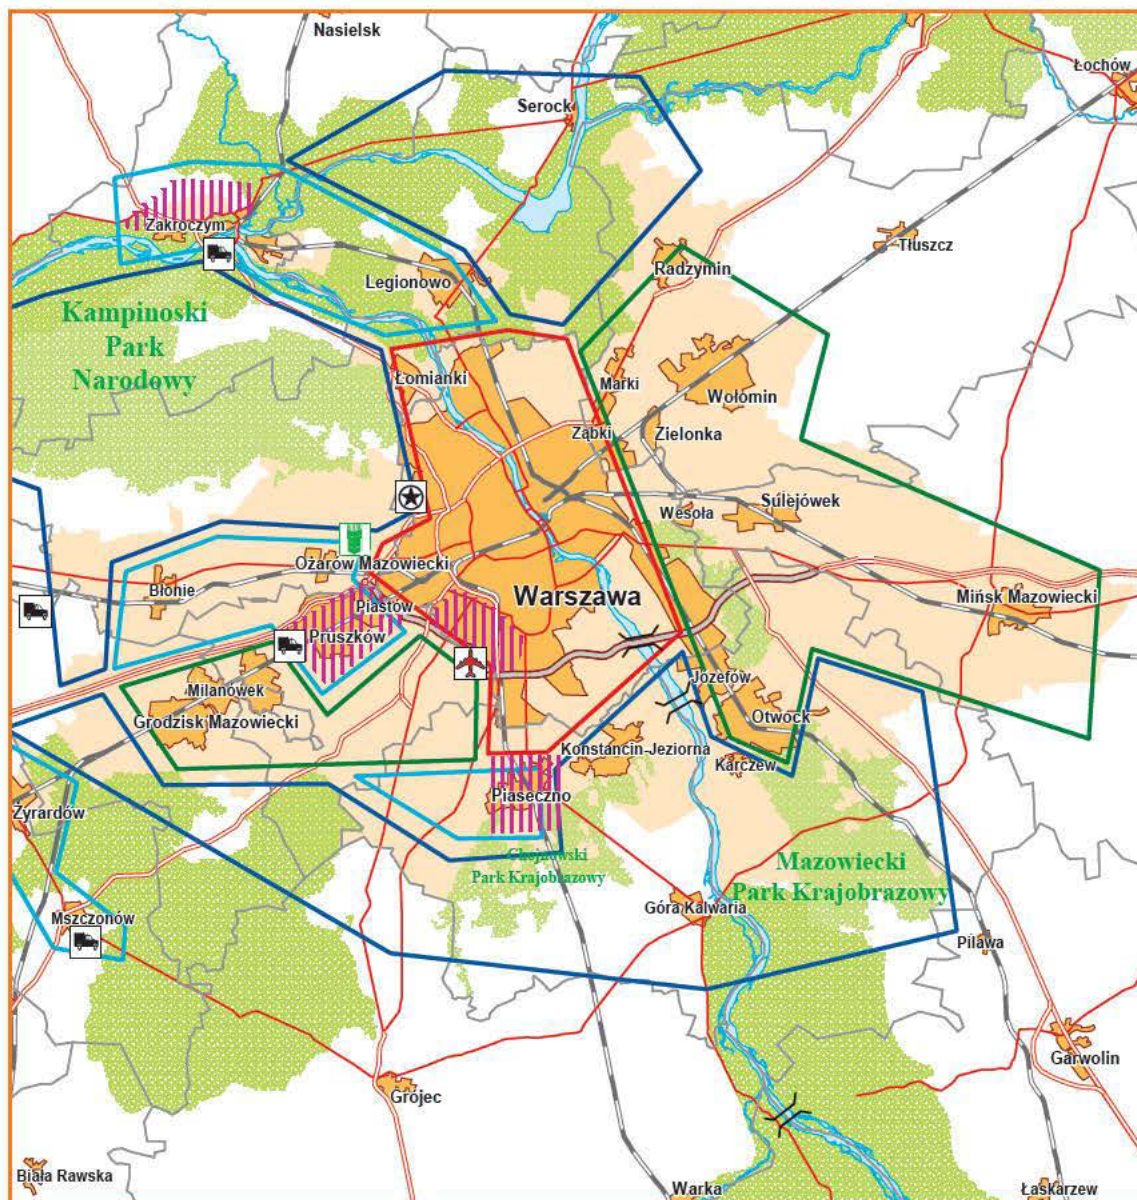 Nasielsk
Łochów
Serock
Zakroczym
Tłuszcz
Radzymin
Legionowo
Kampinoski
Park
Narodowy
Łomianki
Marki
Wołomin
Ząbki
Zielonka
Sulejówek
Wesoła
Ożarów Mazowiecki
Błonie
Warszawa
Mińsk Mazowiecki
Piastów
Pruszków
Milanówek
Józefów
Grodzisk Mazowiecki
Otwock
Konstancin-Jeziorna
Karczew
Piaseczno
Żyrardów
Chojnowski
Park Krajobrazowy
Mazowiecki
Park Krajobrazowy
Mszczonów
Góra Kalwaria
Pilawa
Garwolin
Grójec
Biała Rawska
Warka
Łaskarzew